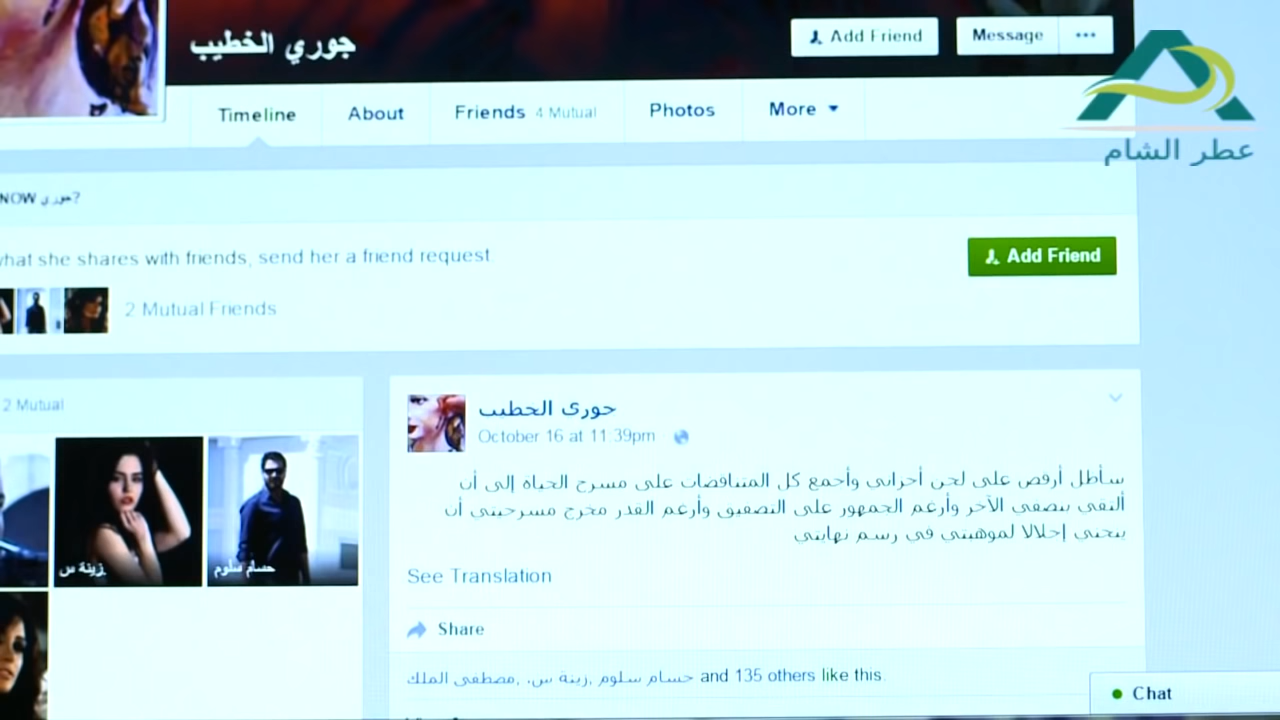 جوري الخطيب
Add Friend
Message
عطر الشام
Timeline
About
Friends 4 Mutual
Photos
More
NOW جوري?
what she shares with friends, send her a friend request
Add Friend
2 Mutual Friends
2 Mutual
زينة س
حسام سلوم
جوري الخطيب
October 16 at 11:39pm
سأظل أرقص على لحن أحزاني وأجمع كل المتناقضات على مسرح الحياة إلى أن
ألتقي بنصفي الآخر وأرغم الجمهور على التصفيق وأرغم القدر مخرج مسرحيتي أن
ينحني إجلالا لموهبتي في رسم نهايتي
See Translation
Share
حسام سلوم ,زينة س, ,مصطفى الملك and 135 others like this.
Chat